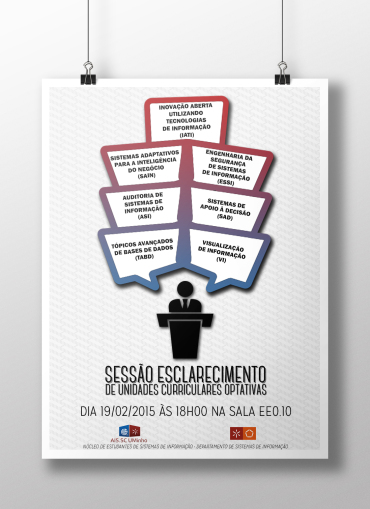 INOVAÇÃO ABERTA
UTILIZANDO
TECNOLOGIAS
DE INFORMAÇÃO
(IATI)
SISTEMAS ADAPTATIVOS
PARA A INTELIGÊNCIA
DO NEGÓCIO
(SAIN)
ENGENHARIA DA
SEGURANÇA
DE SISTEMAS
DE INFORMAÇÃO
(ESSI)
AUDITORIA DE
SISTEMAS DE
INFORMAÇÃO
(ASI)
SISTEMAS DE
APOIO À DECISÃO
(SAD)
TÓPICOS AVANÇADOS
DE BASES DE DADOS
(TABD)
VISUALIZAÇÃO
DE INFORMAÇÃO
(VI)
SESSÃO ESCLARECIMENTO
DE UNIDADES CURRICULARES OPTATIVAS
DIA 19/02/2015 ÀS 18H00 NA SALA EE0.10
AIS.SC.UMinho
NÚCLEO DE ESTUDANTES DE SISTEMAS DE INFORMAÇÃO - DEPARTAMENTO DE SISTEMAS DE INFORMAÇÃO